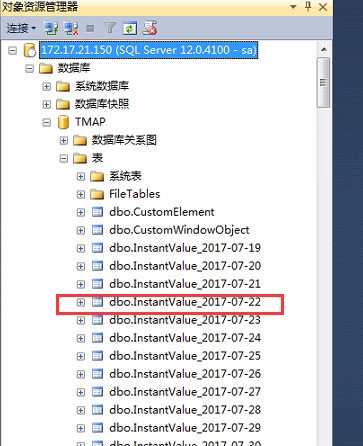 对象资源管理器
连接
172.17.21.150 (SQL Server 12.0.4100 - sa)
数据库
系统数据库
数据库快照
TMAP
数据库关系图
表
系统表
FileTables
dbo.CustomElement
dbo.CustomWindowObject
dbo.InstantValue_2017-07-19
dbo.InstantValue_2017-07-20
dbo.InstantValue_2017-07-21
dbo.InstantValue_2017-07-22
dbo.InstantValue_2017-07-23
dbo.InstantValue_2017-07-24
dbo.InstantValue_2017-07-25
dbo.InstantValue_2017-07-26
dbo.InstantValue_2017-07-27
dbo.InstantValue_2017-07-28
dbo.InstantValue_2017-07-29
dbo.InstantValue_2017-07-30